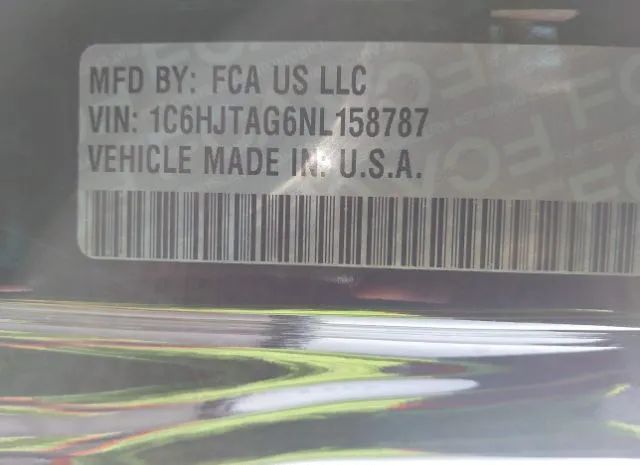 MFD BY: FCA US LLC
VIN: 1C6HJTAG6NL158787
VEHICLE MADE IN: U.S.A.